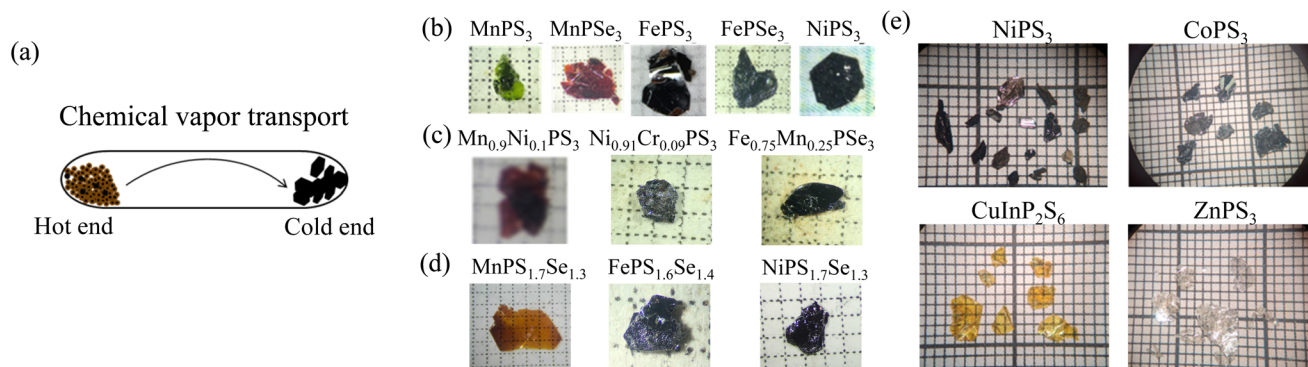 (a)
Chemical vapor transport
Hot end
Cold end
(b)
MnPS₃ MnPSe₃ FePS₃ FePSe₃ NiPS₃
(c)
Mn₀.₉Ni₀.₁PS₃ Ni₀.₉₁Cr₀.₀₉PS₃ Fe₀.₇₅Mn₀.₂₅PSe₃
(d)
MnPS₁.₇Se₁.₃ FePS₁.₆Se₁.₄ NiPS₁.₇Se₁.₃
(e)
NiPS₃ CoPS₃
CuInP₂S₆ ZnPS₃